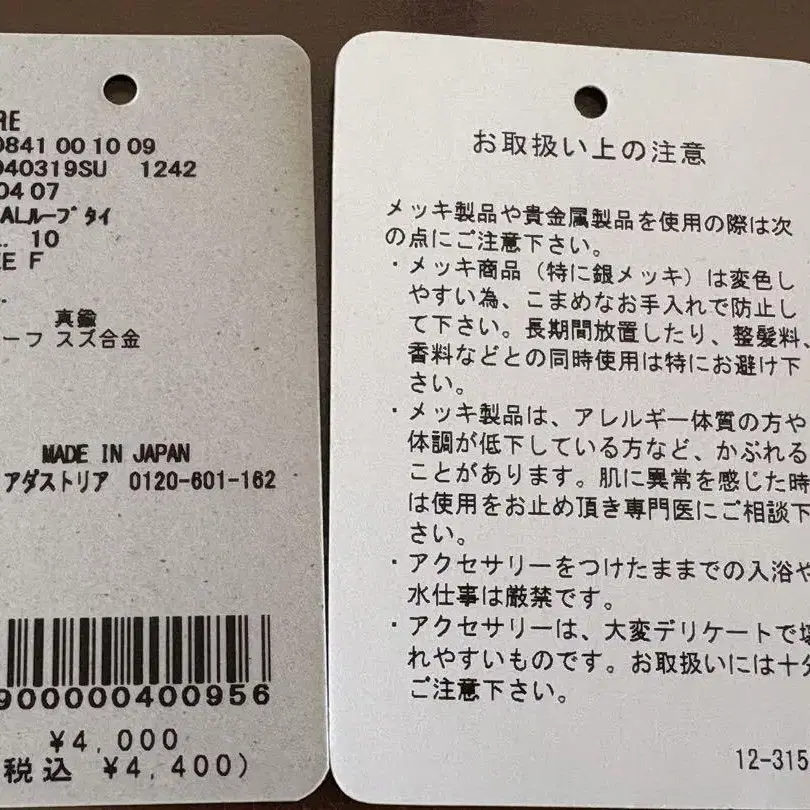 RE
0841 00 10 09
040319SU 1242
04 07
ALループタイ
. 10
ZE F
真鍮
ーフ スズ合金
MADE IN JAPAN
アダストリア 0120-601-162
900000400956
¥4,000
税込 ¥4,400)
お取扱い上の注意
メッキ製品や貴金属製品を使用の際は次
の点にご注意下さい。
・メッキ商品（特に銀メッキ）は変色し
やすい為、こまめなお手入れで防止し
て下さい。長期間放置したり、整髪料、
香料などとの同時使用は特にお避け下
さい。
・メッキ製品は、アレルギー体質の方や
体調が低下している方など、かぶれる
ことがあります。肌に異常を感じた時
は使用をお止め頂き専門医にご相談下
さい。
・アクセサリーをつけたままでの入浴や
水仕事は厳禁です。
・アクセサリーは、大変デリケートで壊
れやすいものです。お取扱いには十分
ご注意下さい。
12-315